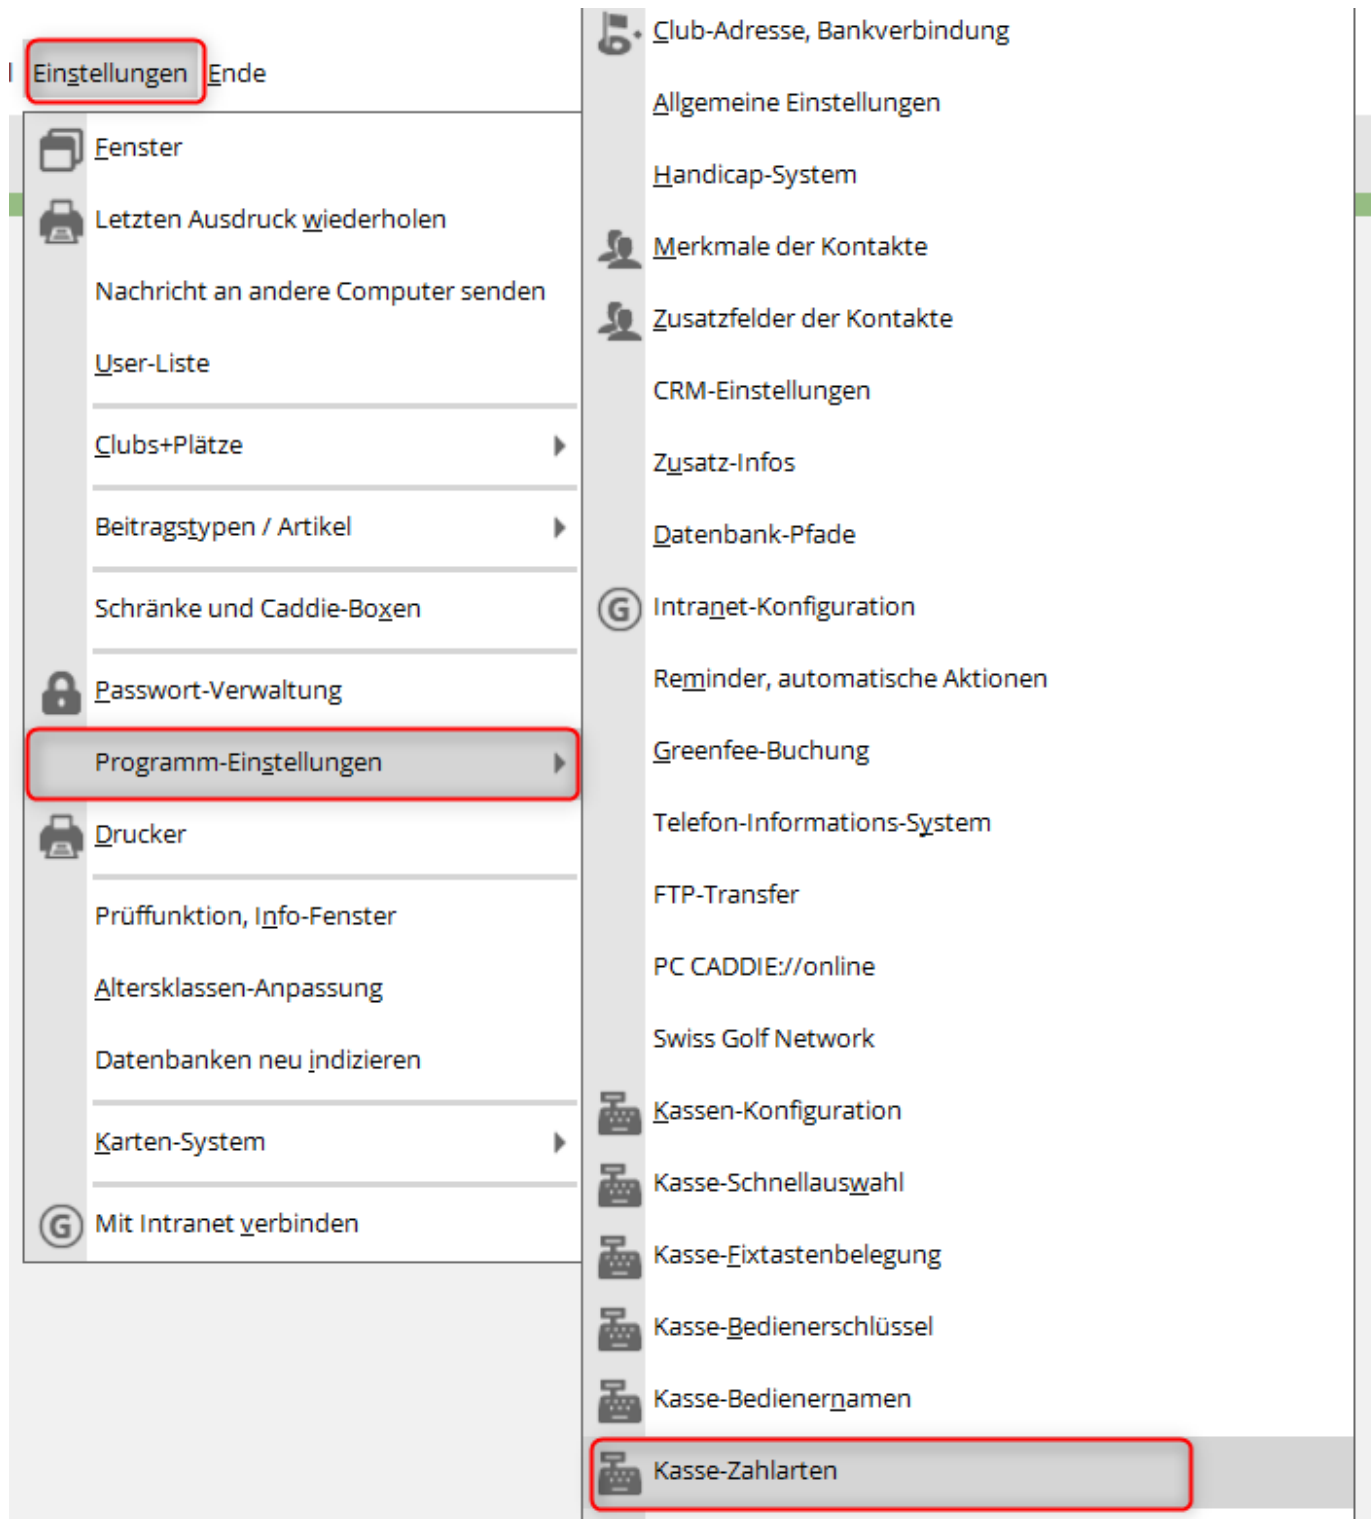 Einstellungen Ende
Fenster
Letzten Ausdruck wiederholen
Nachricht an andere Computer senden
User-Liste
Clubs+Plätze
Beitragstypen / Artikel
Schränke und Caddie-Boxen
Passwort-Verwaltung
Programm-Einstellungen
Drucker
Prüffunktion, Info-Fenster
Altersklassen-Anpassung
Datenbanken neu indizieren
Karten-System
G Mit Intranet verbinden
Club-Adresse, Bankverbindung
Allgemeine Einstellungen
Handicap-System
Merkmale der Kontakte
Zusatzfelder der Kontakte
CRM-Einstellungen
Zusatz-Infos
Datenbank-Pfade
G Intranet-Konfiguration
Reminder, automatische Aktionen
Greenfee-Buchung
Telefon-Informations-System
FTP-Transfer
PC CADDIE://online
Swiss Golf Network
Kassen-Konfiguration
Kasse-Schnellauswahl
Kasse-Fixtastenbelegung
Kasse-Bedienerschlüssel
Kasse-Bedienernamen
Kasse-Zahlarten